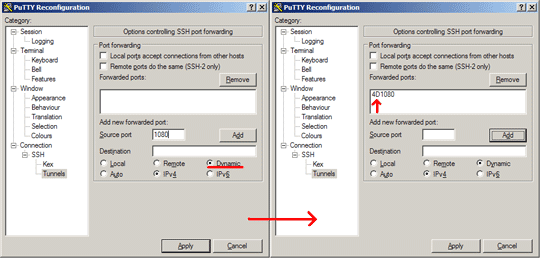 PuTTY Reconfiguration
Category:
Session
Logging
Terminal
Keyboard
Bell
Features
Window
Appearance
Behaviour
Translation
Selection
Colours
Connection
SSH
Kex
Tunnels
Options controlling SSH port forwarding
Port forwarding
Local ports accept connections from other hosts
Remote ports do the same (SSH-2 only)
Forwarded ports:
Remove
Add new forwarded port:
Source port
1080
Add
Destination
Local
Remote
Dynamic
Auto
IPv4
IPv6
Apply
Cancel
PuTTY Reconfiguration
Category:
Session
Logging
Terminal
Keyboard
Bell
Features
Window
Appearance
Behaviour
Translation
Selection
Colours
Connection
SSH
Kex
Tunnels
Options controlling SSH port forwarding
Port forwarding
Local ports accept connections from other hosts
Remote ports do the same (SSH-2 only)
Forwarded ports:
Remove
4D1080
Add new forwarded port:
Source port
Add
Destination
Local
Remote
Dynamic
Auto
IPv4
IPv6
Apply
Cancel